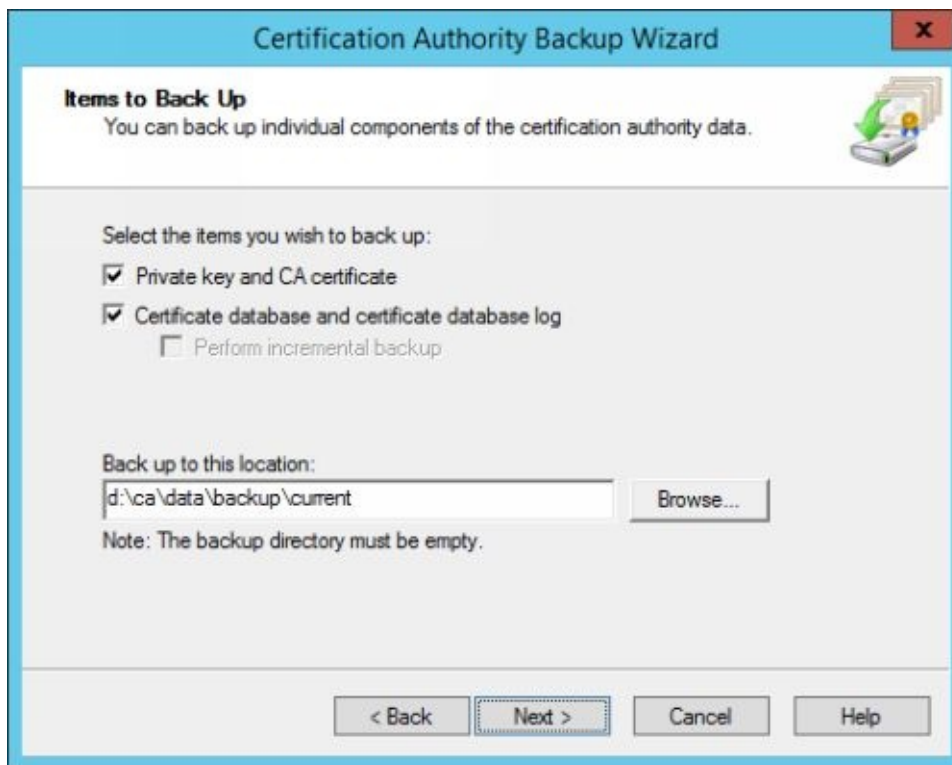 Certification Authority Backup Wizard
x
Items to Back Up
You can back up individual components of the certification authority data.
Select the items you wish to back up:
Private key and CA certificate
Certificate database and certificate database log
Perform incremental backup
Back up to this location:
d:\ca\data\backup\current
Browse...
Note: The backup directory must be empty.
< Back
Next >
Cancel
Help